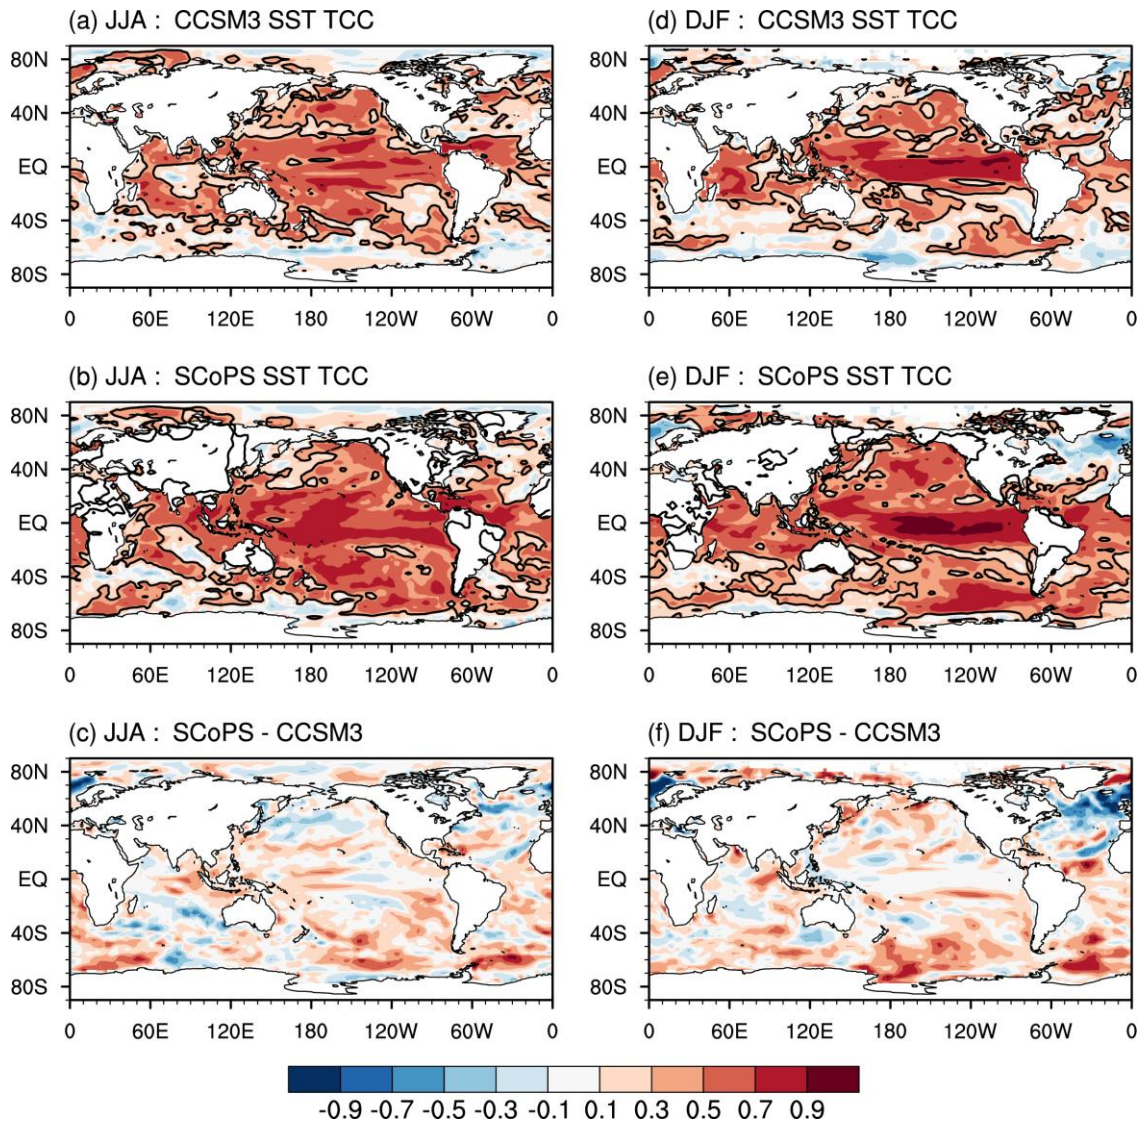 (a) JJA : CCSM3 SST TCC
80N
40N
EQ
40S
80S
0 60E 120E 180 120W 60W 0
(d) DJF : CCSM3 SST TCC
80N
40N
EQ
40S
80S
0 60E 120E 180 120W 60W 0
(b) JJA : SCoPS SST TCC
80N
40N
EQ
40S
80S
0 60E 120E 180 120W 60W 0
(e) DJF : SCoPS SST TCC
80N
40N
EQ
40S
80S
0 60E 120E 180 120W 60W 0
(c) JJA : SCoPS - CCSM3
80N
40N
EQ
40S
80S
0 60E 120E 180 120W 60W 0
(f) DJF : SCoPS - CCSM3
80N
40N
EQ
40S
80S
0 60E 120E 180 120W 60W 0
-0.9 -0.7 -0.5 -0.3 -0.1 0.1 0.3 0.5 0.7 0.9